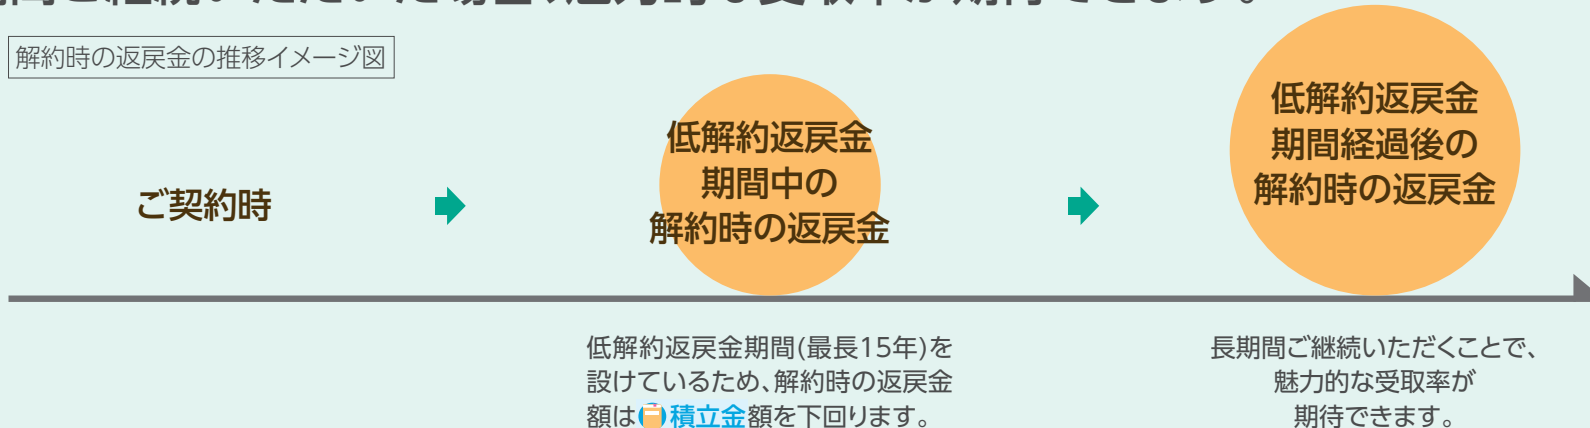 解約時の返戻金の推移イメージ図
ご契約時
低解約返戻金
期間中の
解約時の返戻金
低解約返戻金
期間経過後の
解約時の返戻金
低解約返戻金期間(最長15年)を
設けているため、解約時の返戻金
額は積立金額を下回ります。
長期間ご継続いただくことで、
魅力的な受取率が
期待できます。